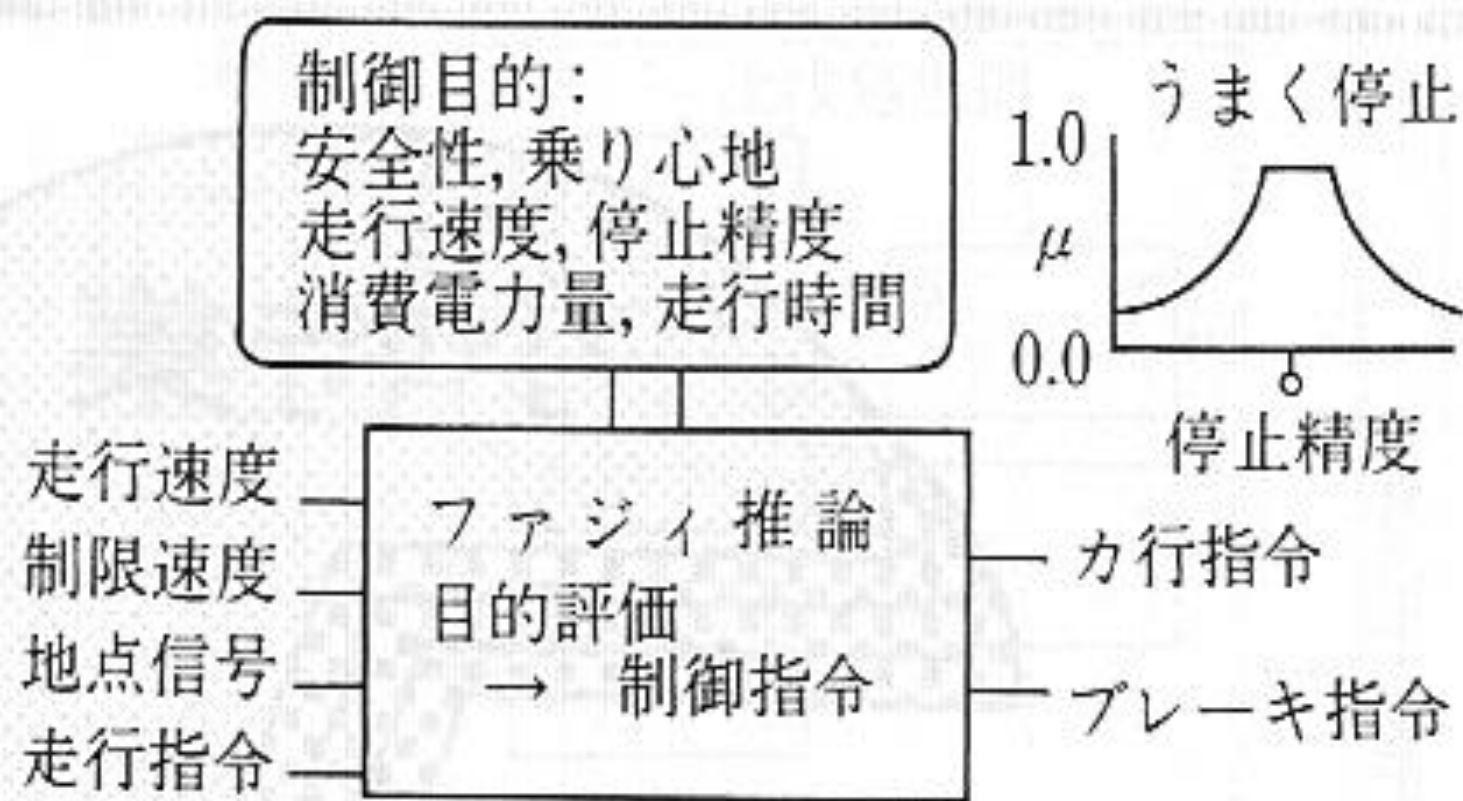 制御目的:
安全性, 乗り心地
走行速度, 停止精度
消費電力量, 走行時間
うまく停止
1.0
μ
0.0
停止精度
走行速度
制限速度
地点信号
走行指令
ファジィ推論
目的評価
→ 制御指令
カ行指令
ブレーキ指令